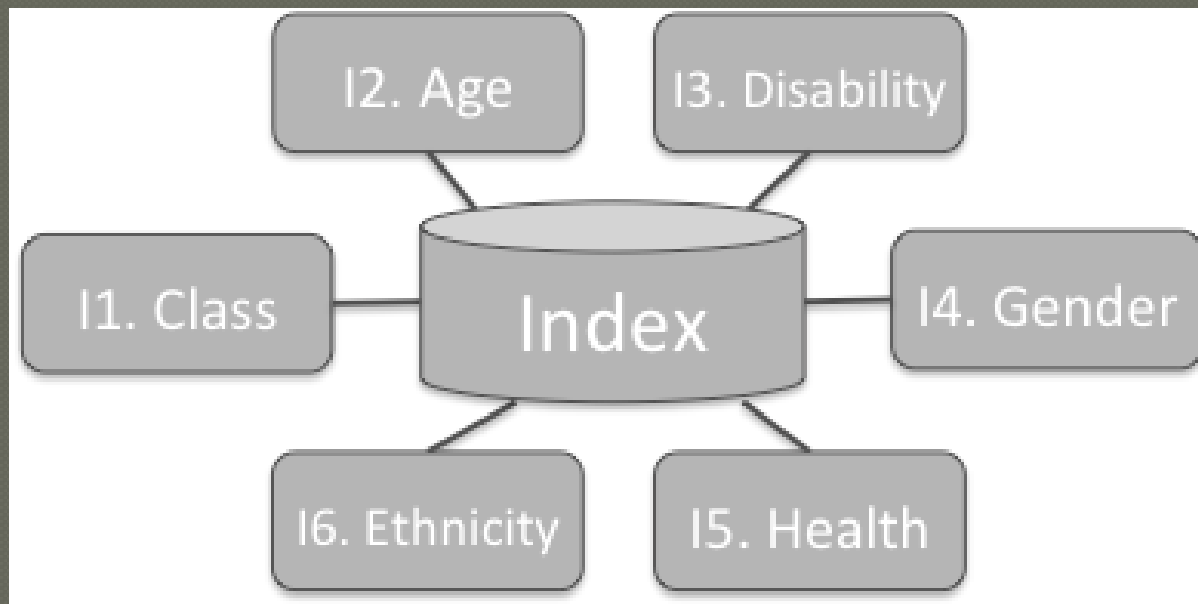 I2. Age
I3. Disability
I1. Class
Index
I4. Gender
I6. Ethnicity
I5. Health